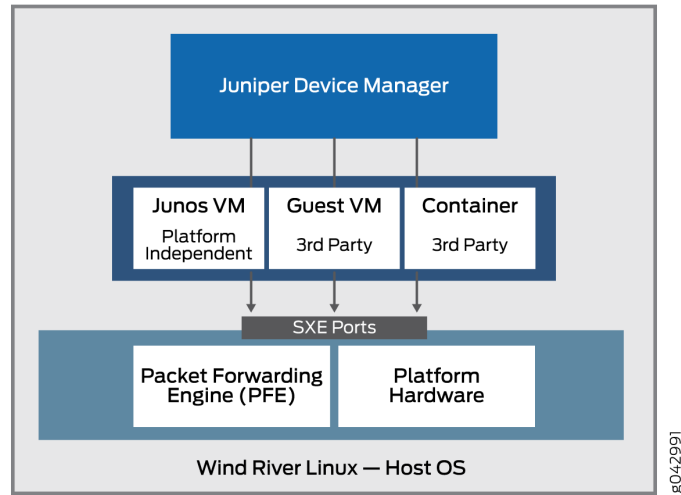 Juniper Device Manager
Junos VM
Platform
Independent
Guest VM
3rd Party
Container
3rd Party
SXE Ports
Packet Forwarding
Engine (PFE)
Platform
Hardware
Wind River Linux — Host OS
g042991